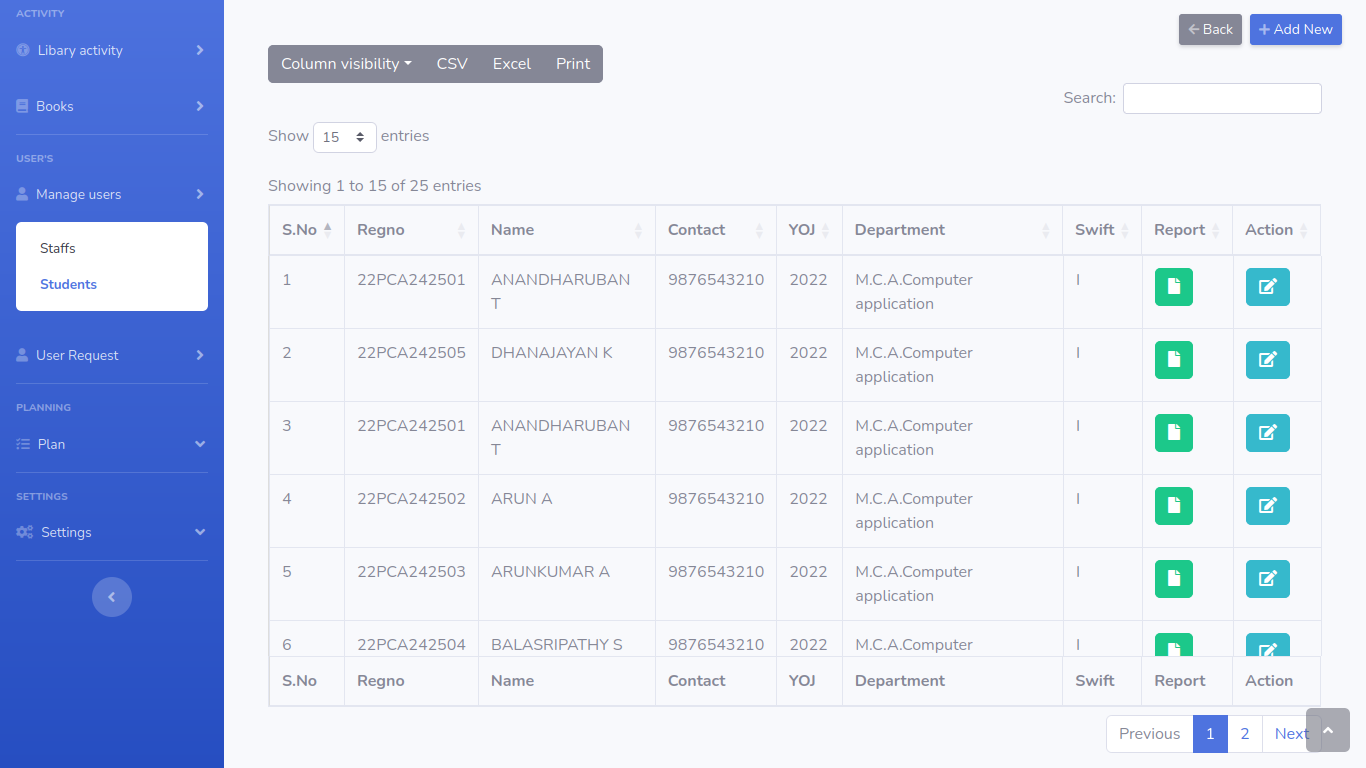 ACTIVITY
Libary activity
Books
USER'S
Manage users
Staffs
Students
User Request
PLANNING
Plan
SETTINGS
Settings
Back
Add New
Column visibility CSV Excel Print
Search:
Show 15 entries
Showing 1 to 15 of 25 entries
S.No Regno Name Contact YOJ Department Swift Report Action
1 22PCA242501 ANANDHARUBAN 9876543210 2022 M.C.A.Computer I
T application
2 22PCA242505 DHANAJAYAN K 9876543210 2022 M.C.A.Computer I
application
3 22PCA242501 ANANDHARUBAN 9876543210 2022 M.C.A.Computer I
T application
4 22PCA242502 ARUN A 9876543210 2022 M.C.A.Computer I
application
5 22PCA242503 ARUNKUMAR A 9876543210 2022 M.C.A.Computer I
application
6 22PCA242504 BALASRIPATHY S 9876543210 2022 M.C.A.Computer I
S.No Regno Name Contact YOJ Department Swift Report Action
Previous 1 2 Next